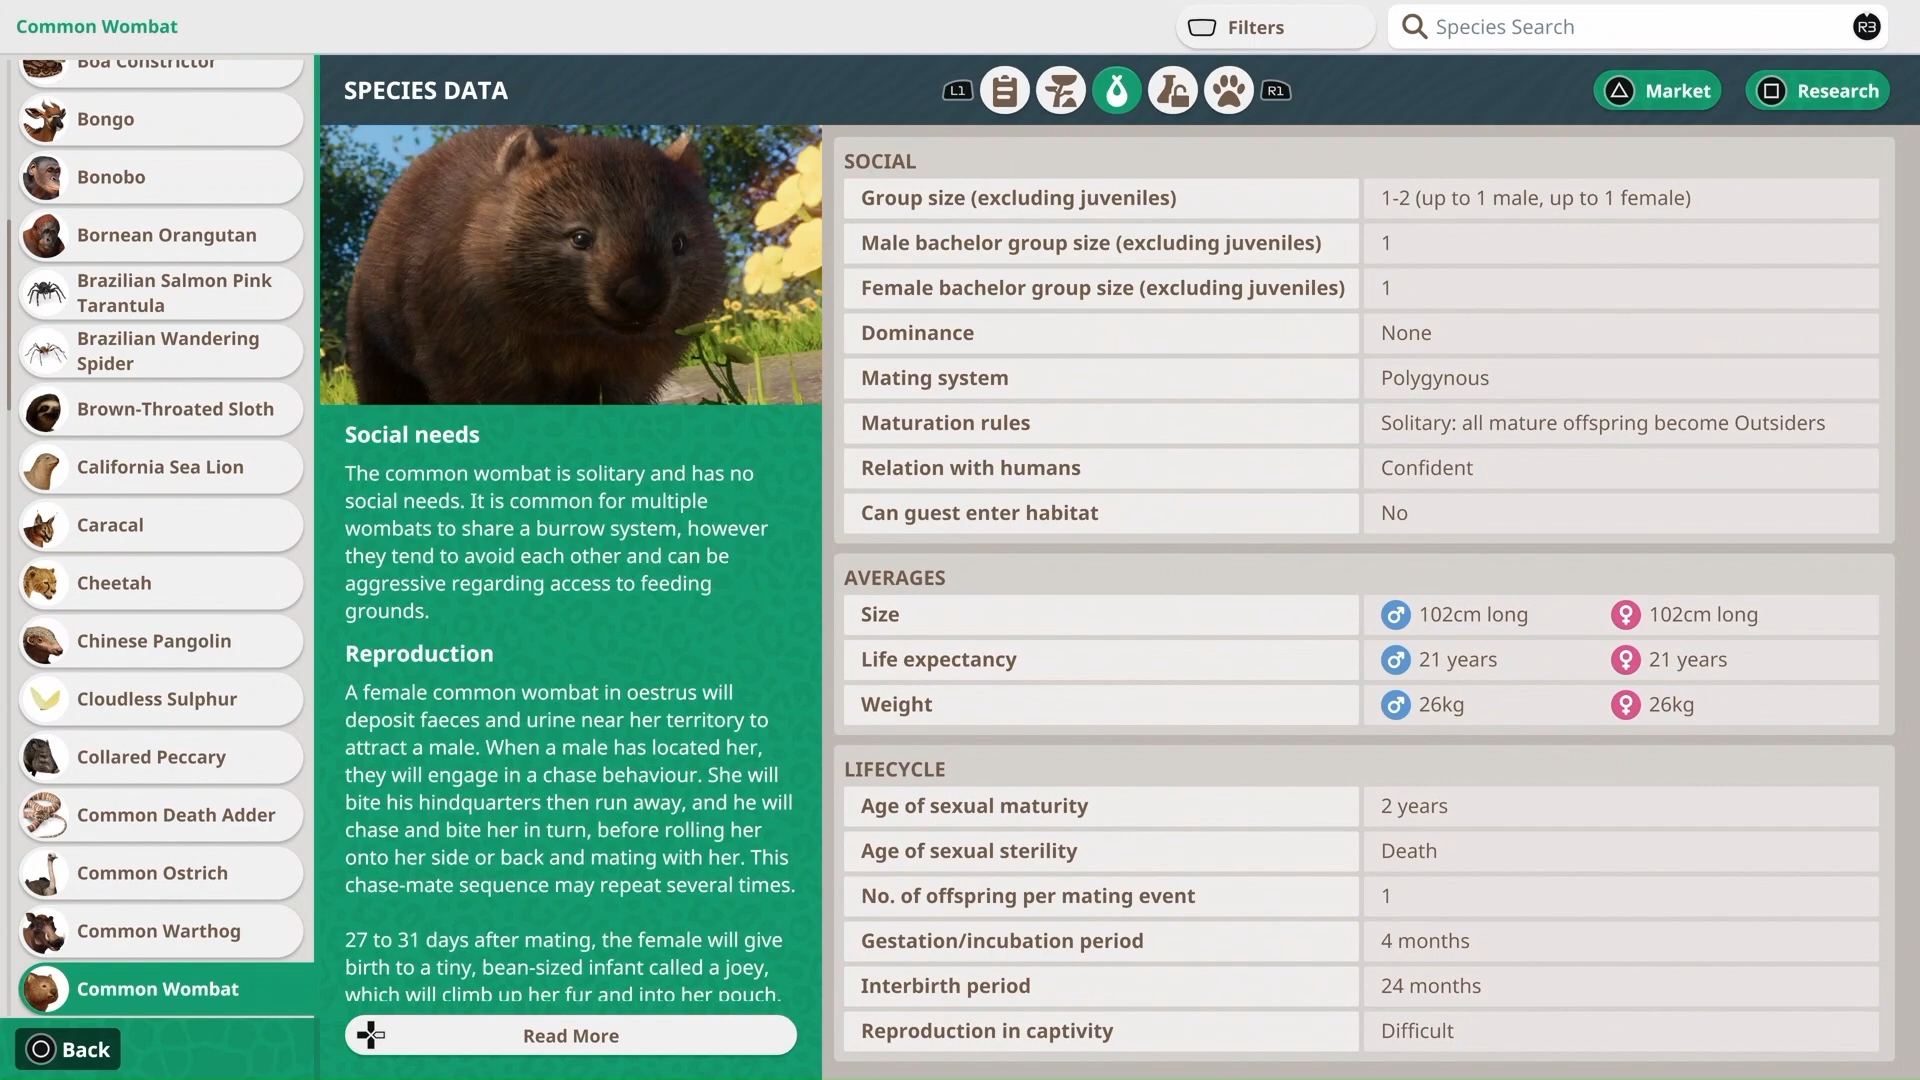 Common Wombat
Filters
Species Search
R3
Boa Constrictor
Bongo
Bonobo
Bornean Orangutan
Brazilian Salmon Pink
Tarantula
Brazilian Wandering
Spider
Brown-Throated Sloth
California Sea Lion
Caracal
Cheetah
Chinese Pangolin
Cloudless Sulphur
Collared Peccary
Common Death Adder
Common Ostrich
Common Warthog
Common Wombat
Back
SPECIES DATA
L1
R1
Market
Research
Social needs
The common wombat is solitary and has no
social needs. It is common for multiple
wombats to share a burrow system, however
they tend to avoid each other and can be
aggressive regarding access to feeding
grounds.
Reproduction
A female common wombat in oestrus will
deposit faeces and urine near her territory to
attract a male. When a male has located her,
they will engage in a chase behaviour. She will
bite his hindquarters then run away, and he will
chase and bite her in turn, before rolling her
onto her side or back and mating with her. This
chase-mate sequence may repeat several times.
27 to 31 days after mating, the female will give
birth to a tiny, bean-sized infant called a joey,
which will climb up her fur and into her pouch.
Read More
SOCIAL
Group size (excluding juveniles) 1-2 (up to 1 male, up to 1 female)
Male bachelor group size (excluding juveniles) 1
Female bachelor group size (excluding juveniles) 1
Dominance None
Mating system Polygynous
Maturation rules Solitary: all mature offspring become Outsiders
Relation with humans Confident
Can guest enter habitat No
AVERAGES
Size 102cm long 102cm long
Life expectancy 21 years 21 years
Weight 26kg 26kg
LIFECYCLE
Age of sexual maturity 2 years
Age of sexual sterility Death
No. of offspring per mating event 1
Gestation/incubation period 4 months
Interbirth period 24 months
Reproduction in captivity Difficult